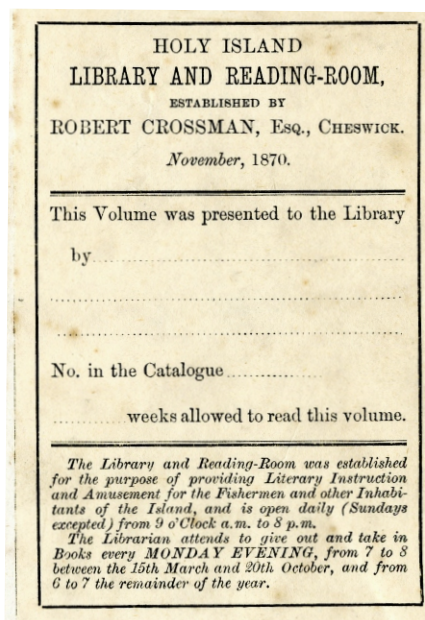 HOLY ISLAND
LIBRARY AND READING-ROOM,
ESTABLISHED BY
ROBERT CROSSMAN, Esq., Cheswick.
November, 1870.
This Volume was presented to the Library
by
No. in the Catalogue
weeks allowed to read this volume.
The Library and Reading-Room was established
for the purpose of providing Literary Instruction
and Amusement for the Fishermen and other Inhabi-
tants of the Island, and is open daily (Sundays
excepted) from 9 o'Clock a.m. to 8 p.m.
The Librarian attends to give out and take in
Books every MONDAY EVENING, from 7 to 8
between the 15th March and 20th October, and from
6 to 7 the remainder of the year.